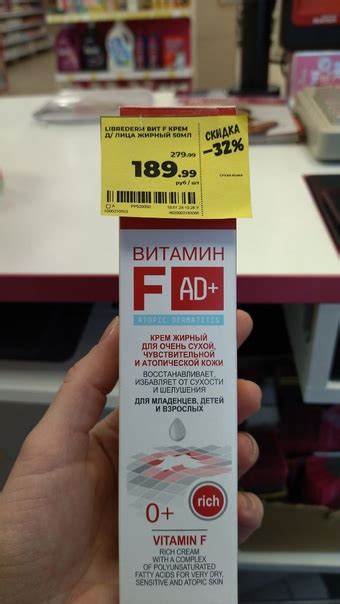 LIBREDERM ВИТ F КРЕМ
Д/ ЛИЦА ЖИРНЫЙ 50МЛ
СКИДКА
-32%
279.99
189.99
руб / шт
ВИТАМИН
F AD+
ATOPIC DERMATITIS
КРЕМ ЖИРНЫЙ
ДЛЯ ОЧЕНЬ СУХОЙ,
ЧУВСТВИТЕЛЬНОЙ
И АТОПИЧЕСКОЙ КОЖИ
ВОССТАНАВЛИВАЕТ,
ИЗБАВЛЯЕТ ОТ СУХОСТИ
И ШЕЛУШЕНИЯ
ДЛЯ МЛАДЕНЦЕВ, ДЕТЕЙ
И ВЗРОСЛЫХ
0+
rich
VITAMIN F
RICH CREAM
WITH A COMPLEX
OF POLYUNSATURATED
FATTY ACIDS FOR VERY DRY,
SENSITIVE AND ATOPIC SKIN